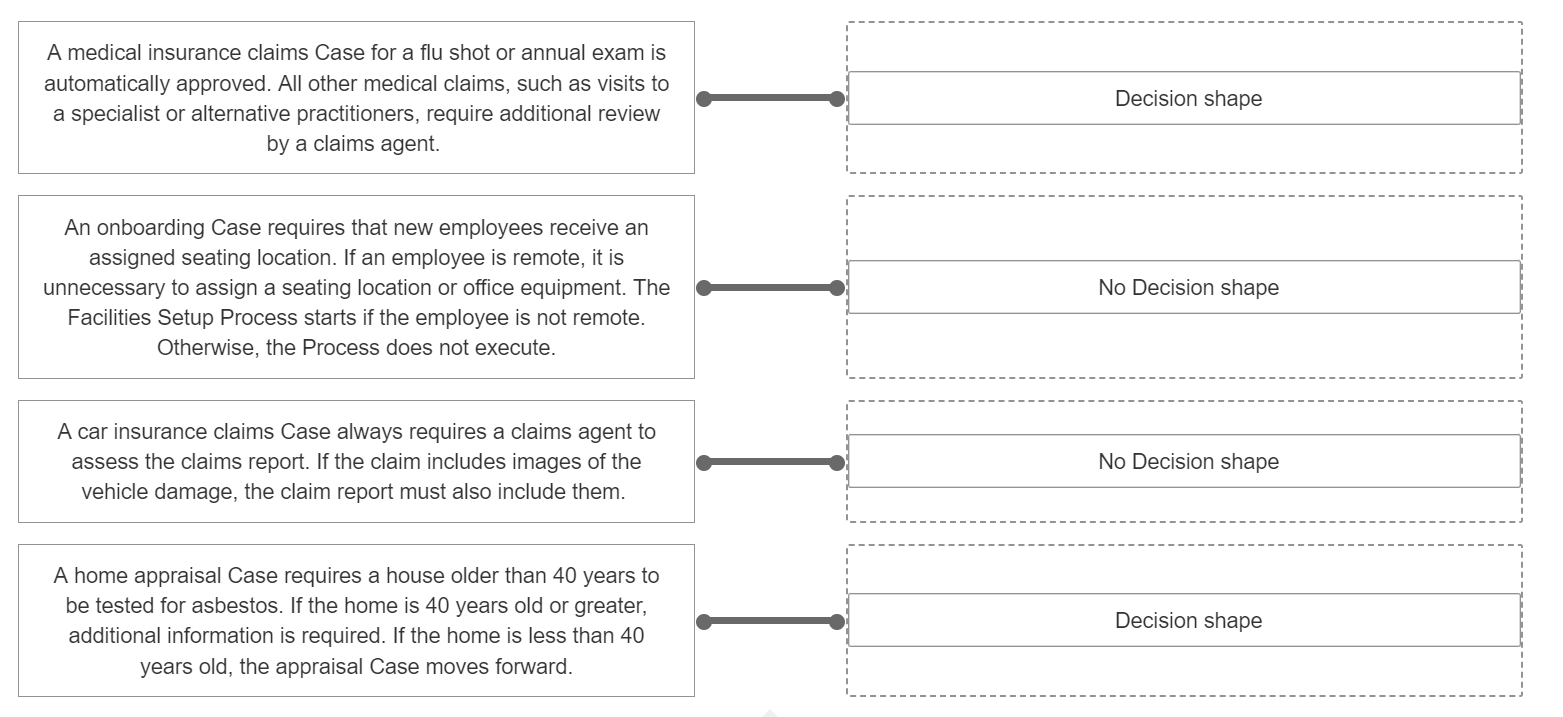 A medical insurance claims Case for a flu shot or annual exam is
automatically approved. All other medical claims, such as visits to
a specialist or alternative practitioners, require additional review
by a claims agent.
Decision shape
An onboarding Case requires that new employees receive an
assigned seating location. If an employee is remote, it is
unnecessary to assign a seating location or office equipment. The
Facilities Setup Process starts if the employee is not remote.
Otherwise, the Process does not execute.
No Decision shape
A car insurance claims Case always requires a claims agent to
assess the claims report. If the claim includes images of the
vehicle damage, the claim report must also include them.
No Decision shape
A home appraisal Case requires a house older than 40 years to
be tested for asbestos. If the home is 40 years old or greater,
additional information is required. If the home is less than 40
years old, the appraisal Case moves forward.
Decision shape